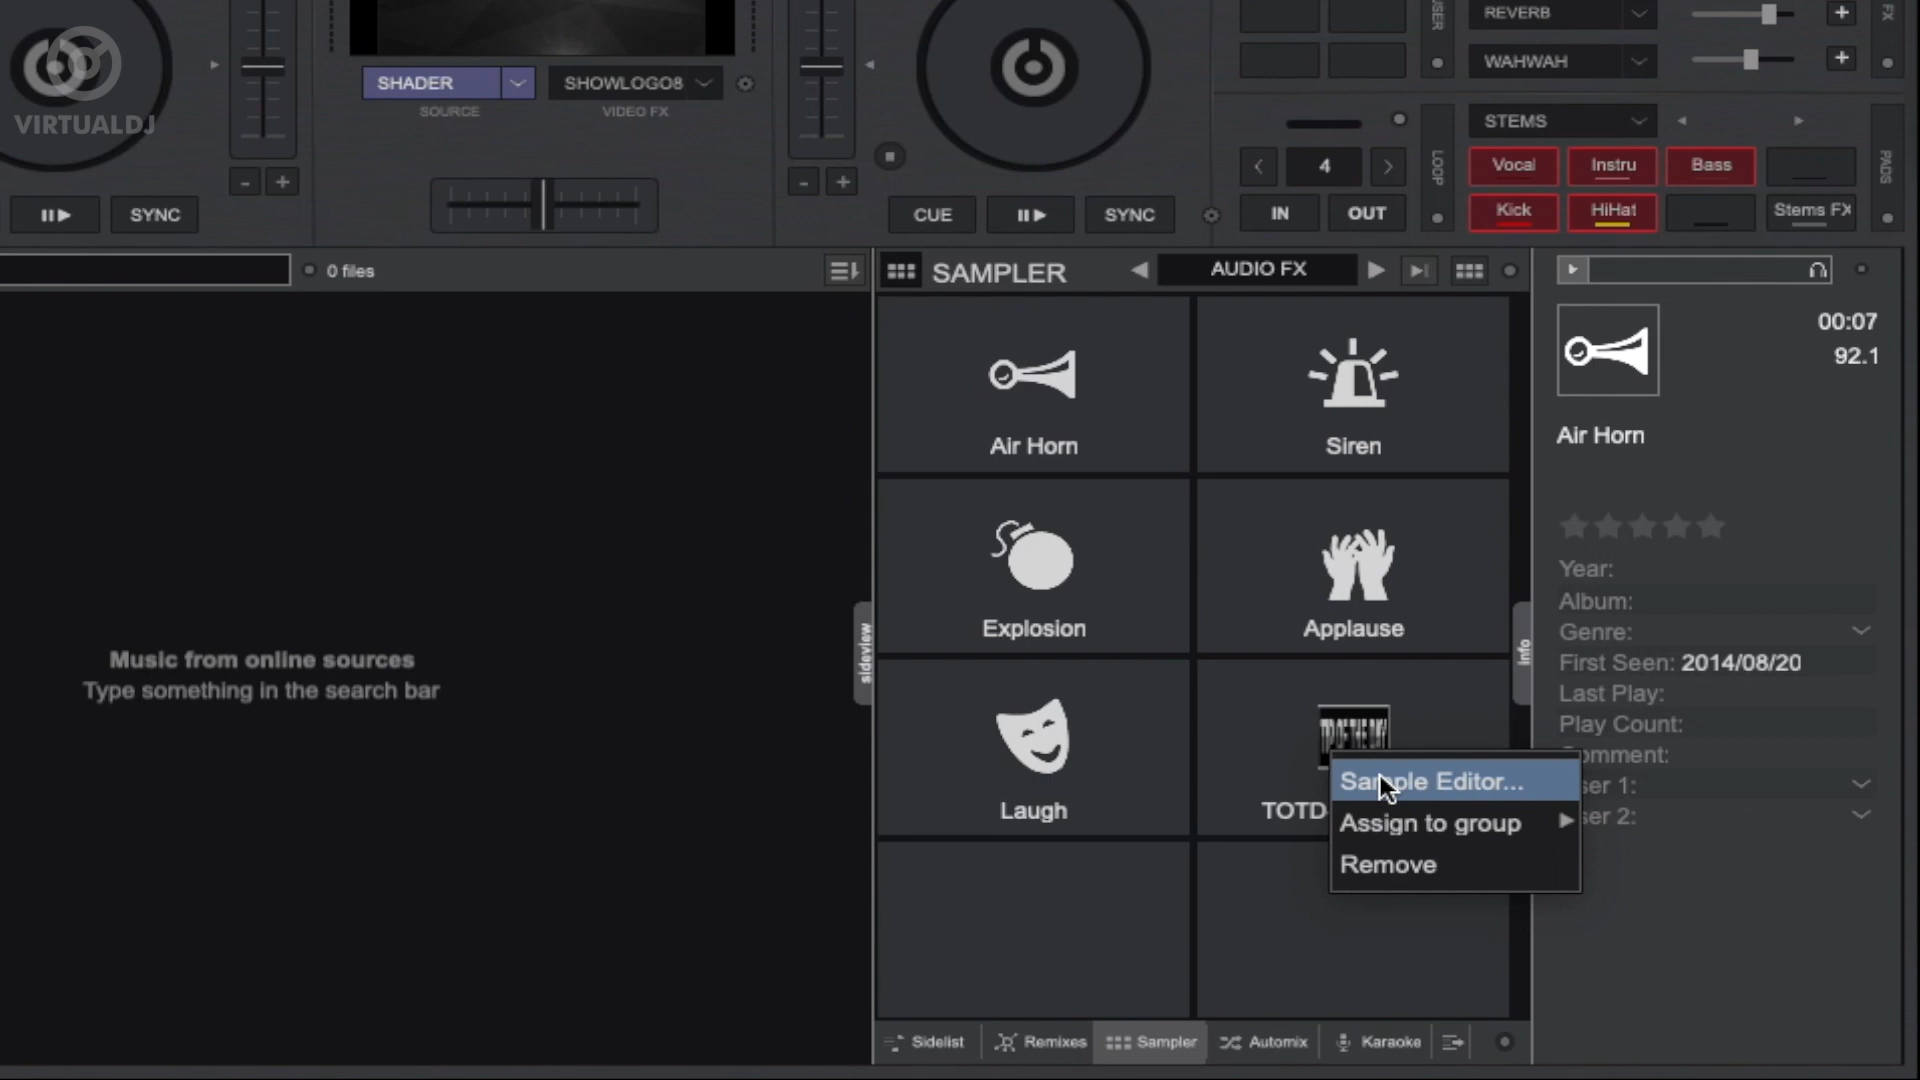 VIRTUALDJ
SHADER
SOURCE
SHOWLOGO8
VIDEO FX
REVERB
WAHWAH
FX
- +
- +
SYNC
CUE
SYNC
4
IN
OUT
LOOP
STEMS
Vocal
Instru
Bass
Kick
HiHat
Stems FX
PADS
0 files
SAMPLER
AUDIO FX
Air Horn
Siren
Explosion
Applause
Laugh
TOTD
Music from online sources
Type something in the search bar
sideview
info
Sample Editor...
Assign to group
Remove
00:07
92.1
Air Horn
Year:
Album:
Genre:
First Seen: 2014/08/20
Last Play:
Play Count:
Sidelist
Remixes
Sampler
Automix
Karaoke